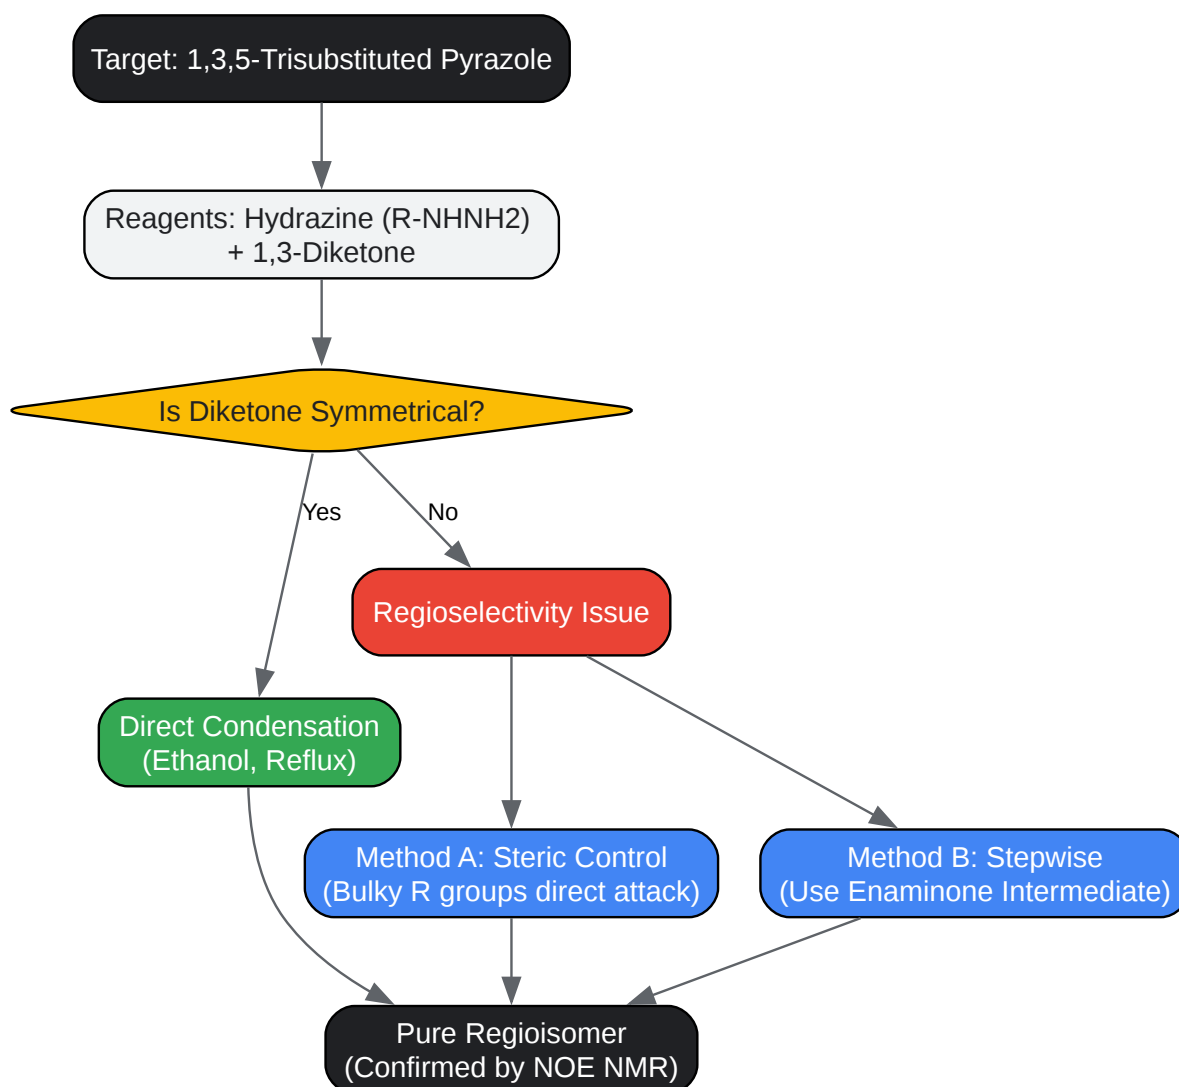 Target: 1,3,5-Trisubstituted Pyrazole
Reagents: Hydrazine (R-NHNH2)
+ 1,3-Diketone
Is Diketone Symmetrical?
Yes
No
Regioselectivity Issue
Direct Condensation
(Ethanol, Reflux)
Method A: Steric Control
(Bulky R groups direct attack)
Method B: Stepwise
(Use Enaminone Intermediate)
Pure Regioisomer
(Confirmed by NOE NMR)